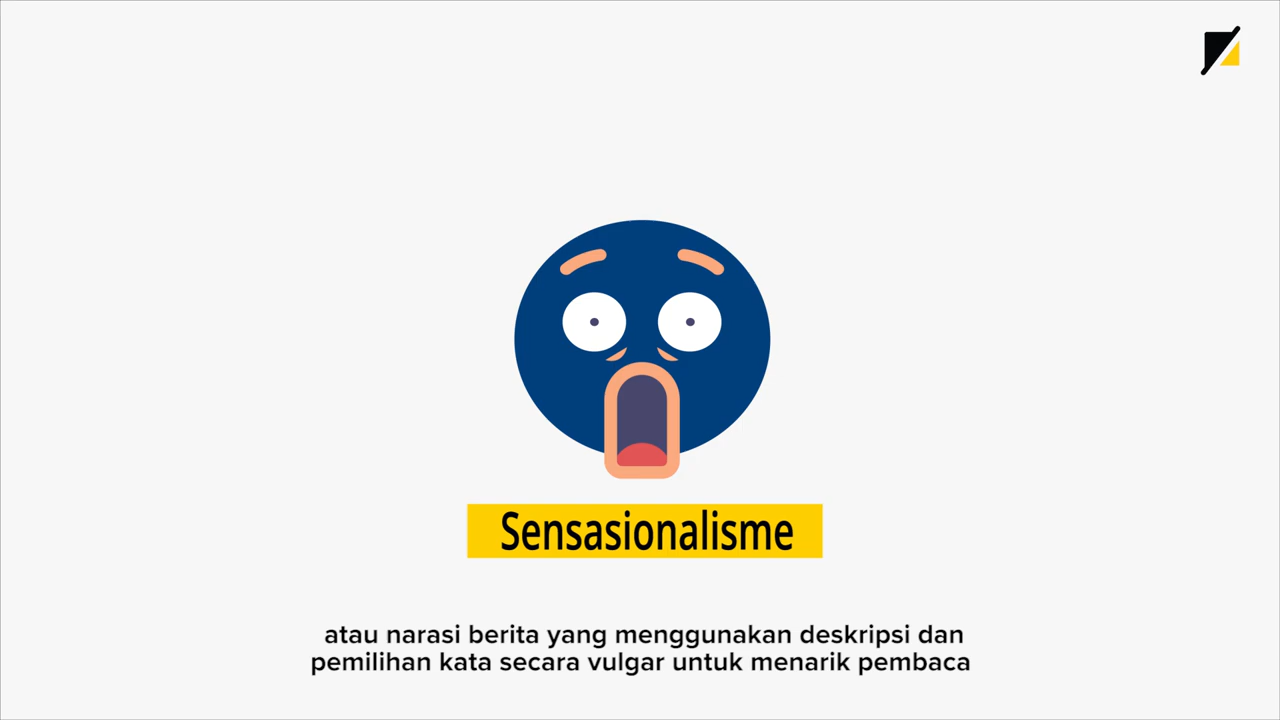 Sensasionalisme
atau narasi berita yang menggunakan deskripsi dan
pemilihan kata secara vulgar untuk menarik pembaca